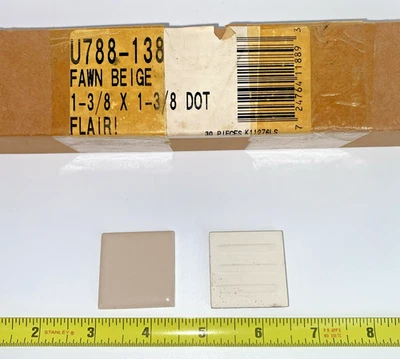 U788-138
FAWN BEIGE
1-3/8 X 1-3/8 DOT
FLAIR!
7 24764 11889 3
30 PIECES K11276LS
2 3 4 5 6 7 8
STANLEY